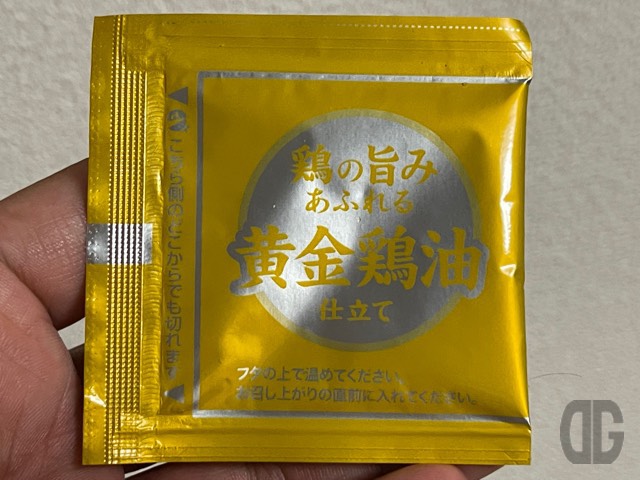 鶏の旨み
あふれる
黄金鶏油
仕立て
フタの上で温めてください。
お召し上がりの直前に入れてください。
こちら側のどこからでも切れます
DG